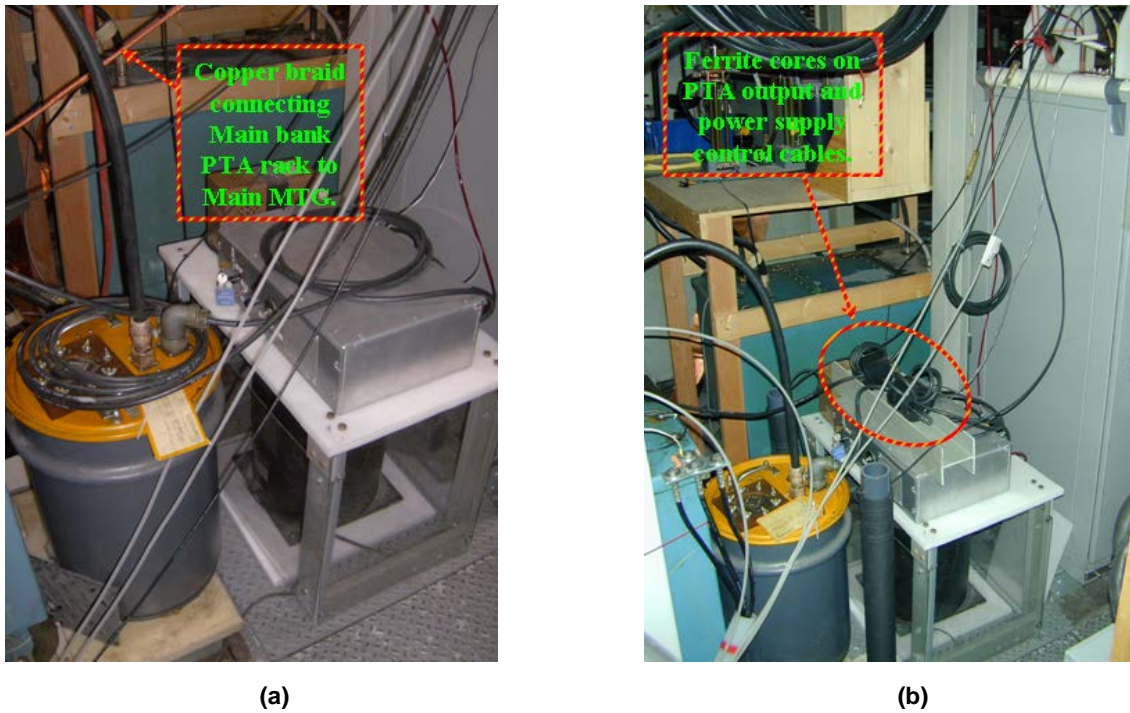 Copper braid
connecting
Main bank
PTA rack to
Main MTG.
Ferrite cores on
PTA output and
power supply
control cables.
(a)
(b)